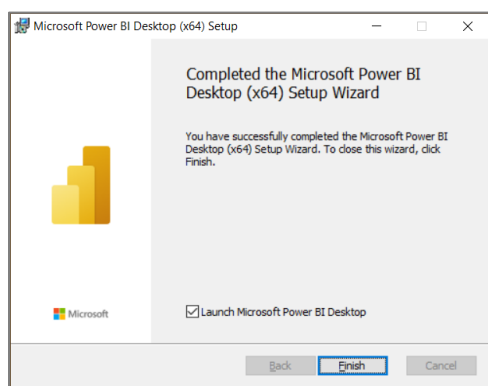 Microsoft Power BI Desktop (x64) Setup
Completed the Microsoft Power BI
Desktop (x64) Setup Wizard
You have successfully completed the Microsoft Power BI
Desktop (x64) Setup Wizard. To close this wizard, click
Finish.
Microsoft
Launch Microsoft Power BI Desktop
Back Finish Cancel